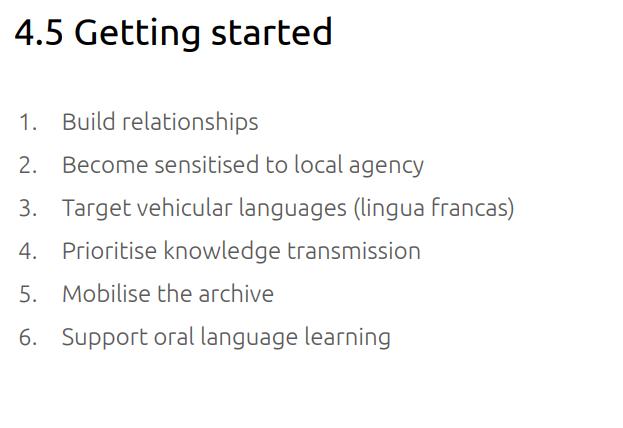 4.5 Getting started
1. Build relationships
2. Become sensitised to local agency
3. Target vehicular languages (lingua francas)
4. Prioritise knowledge transmission
5. Mobilise the archive
6. Support oral language learning